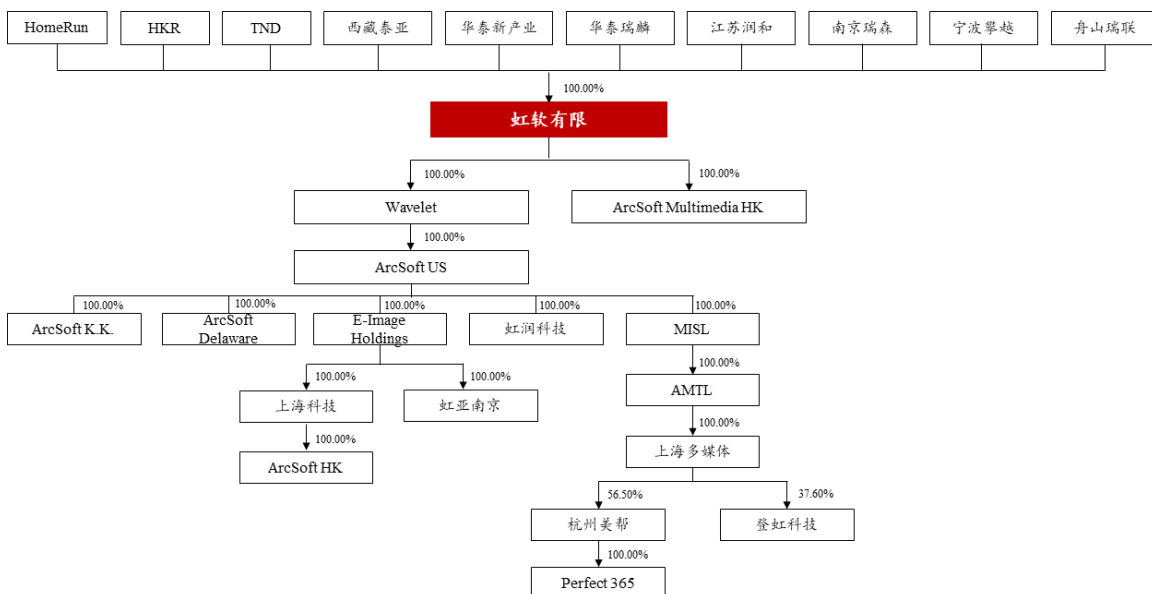 HomeRun
HKR
TND
西藏泰亚
华泰新产业
华泰瑞麟
江苏润和
南京瑞森
宁波攀越
舟山瑞联
100.00%
虹软有限
100.00%
100.00%
Wavelet
ArcSoft Multimedia HK
100.00%
ArcSoft US
100.00%
100.00%
100.00%
100.00%
100.00%
ArcSoft K.K.
ArcSoft
Delaware
E-Image
Holdings
虹润科技
MISL
100.00%
100.00%
100.00%
上海科技
虹亚南京
AMTL
100.00%
100.00%
ArcSoft HK
上海多媒体
56.50%
37.60%
杭州美帮
登虹科技
100.00%
Perfect 365